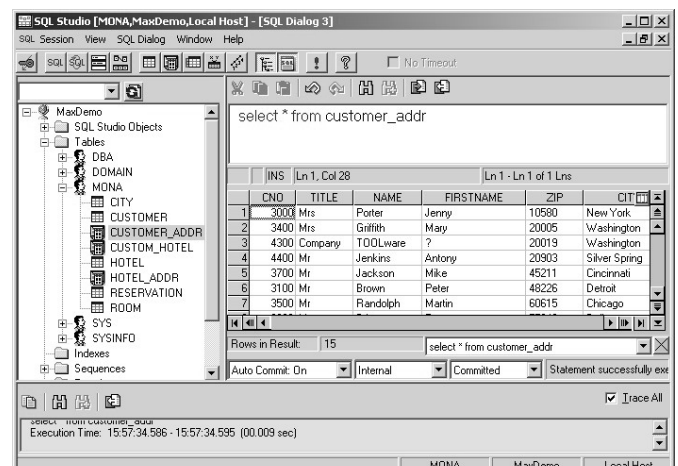 SQL Studio [MONA,MaxDemo,Local Host] - [SQL Dialog 3]
SQL Session View SQL Dialog Window Help
SQL SQL No Timeout
MaxDemo
SQL Studio Objects
Tables
DBA
DOMAIN
MONA
CITY
CUSTOMER
CUSTOMER_ADDR
CUSTOM_HOTEL
HOTEL
HOTEL_ADDR
RESERVATION
ROOM
SYS
SYSINFO
Indexes
Sequences
select * from customer_addr
INS Ln 1, Col 28 Ln 1 - Ln 1 of 1 Lns
CNO TITLE NAME FIRSTNAME ZIP CIT
1 3000 Mrs Porter Jenny 10580 New York
2 3400 Mrs Griffith Mary 20005 Washington
3 4300 Company TOOLware ? 20019 Washington
4 4400 Mr Jenkins Antony 20903 Silver Spring
5 3700 Mr Jackson Mike 45211 Cincinnati
6 3100 Mr Brown Peter 48226 Detroit
7 3500 Mr Randolph Martin 60615 Chicago
Rows in Result: 15 select * from customer_addr
Auto Commit: On Internal Committed Statement successfully exe
Trace All
select * from customer_addr
Execution Time: 15:57:34.586 - 15:57:34.595 (00.009 sec)
MONA MaxDemo Local Host